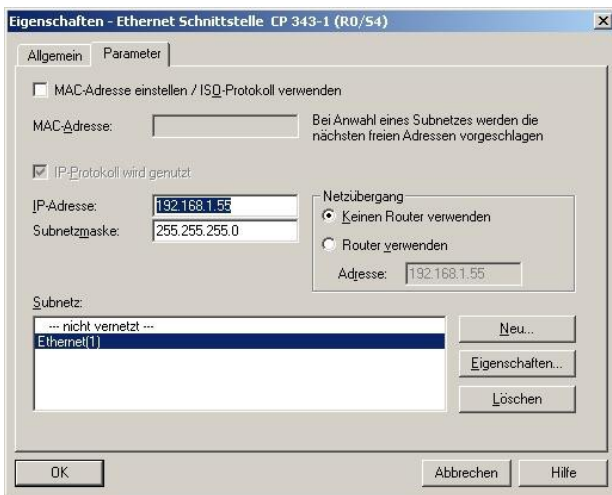 Eigenschaften - Ethernet Schnittstelle CP 343-1 (R0/S4)
Allgemein
Parameter
MAC-Adresse einstellen / ISO-Protokoll verwenden
MAC-Adresse:
Bei Anwahl eines Subnetzes werden die
nächsten freien Adressen vorgeschlagen
IP-Protokoll wird genutzt
IP-Adresse:
192.168.1.55
Subnetzmaske:
255.255.255.0
Netzübergang
Keinen Router verwenden
Router verwenden
Adresse:
192.168.1.55
Subnetz:
--- nicht vernetzt ---
Ethernet(1)
Neu...
Eigenschaften...
Löschen
OK
Abbrechen
Hilfe